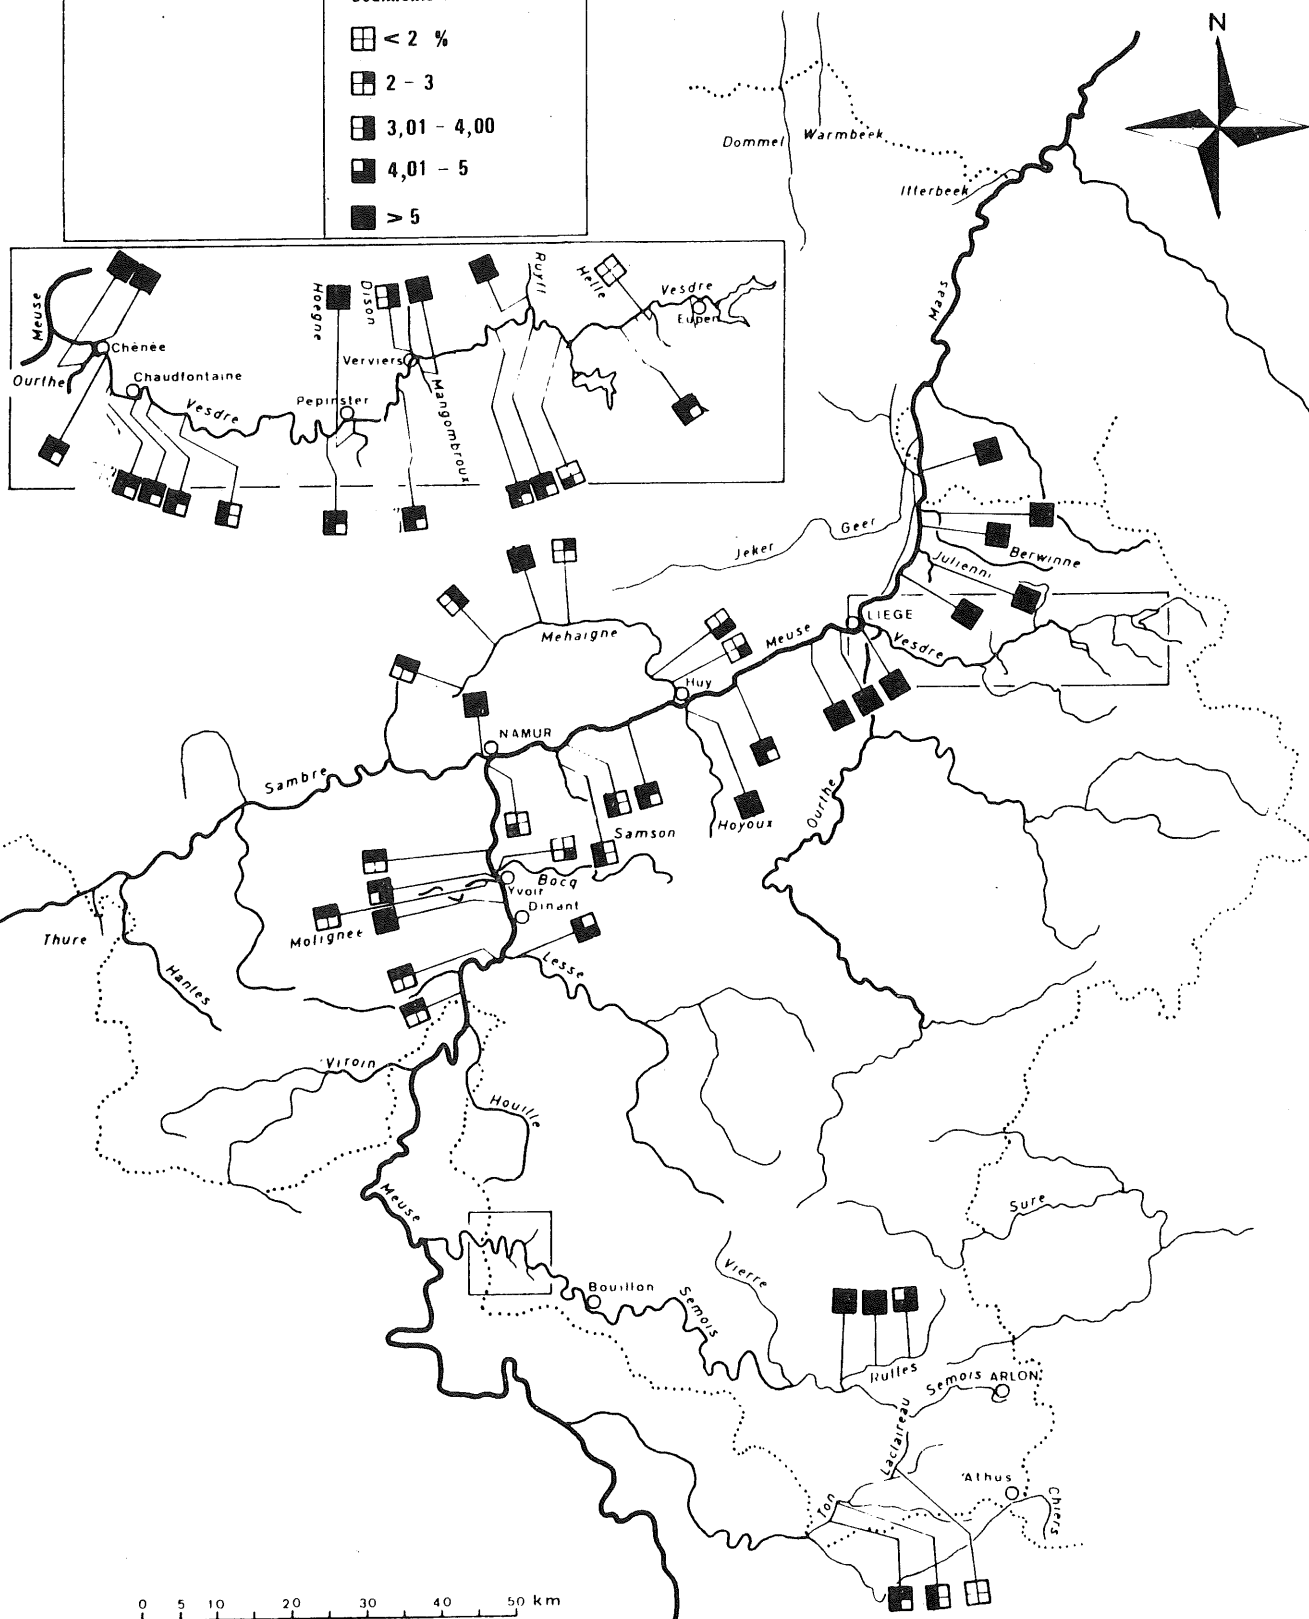 < 2 %
2 - 3
3,01 - 4,00
4,01 - 5
> 5
N
Dommel
Warmbeek
Itterbeek
Maas
Meuse
Ourthe
Chênée
Chaudfontaine
Vesdre
Hoegne
Pepinster
Dison
Verviers
Mangombroux
Ruyff
Helle
Vesdre
Eupen
Jeker
Geer
Berwinne
Julienni
LIEGE
Vesdre
Mehaigne
Meuse
Huy
NAMUR
Sambre
Samson
Hoyoux
Ourthe
Bocq
Yvoir
Dinant
Molignee
Thure
Hantes
Lesse
Viroin
Houille
Meuse
Sure
Bouillon
Vierre
Semois
Rulles
Semois
ARLON
Laclaireau
Athus
Ton
Chiers
0 5 10 20 30 40 50 km